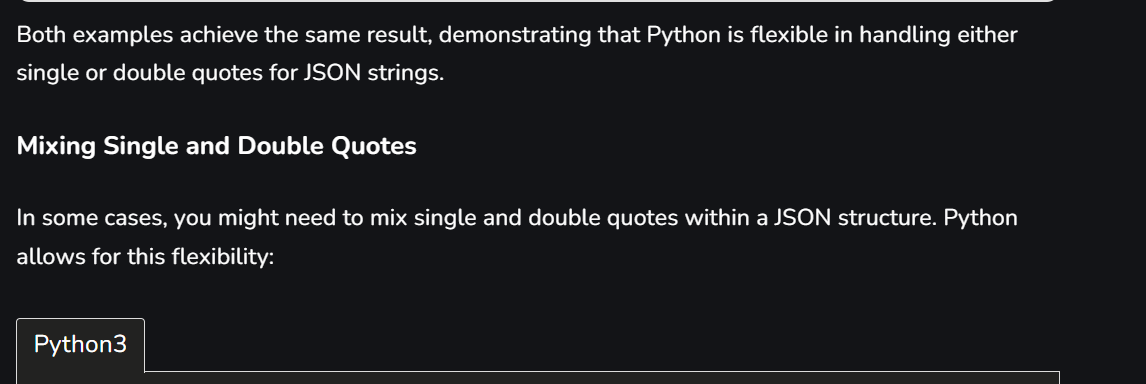 Both examples achieve the same result, demonstrating that Python is flexible in handling either
single or double quotes for JSON strings.
Mixing Single and Double Quotes
In some cases, you might need to mix single and double quotes within a JSON structure. Python
allows for this flexibility:
Python3